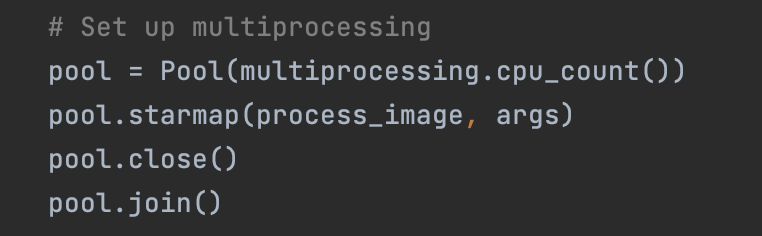 # Set up multiprocessing
pool = Pool(multiprocessing.cpu_count())
pool.starmap(process_image, args)
pool.close()
pool.join()